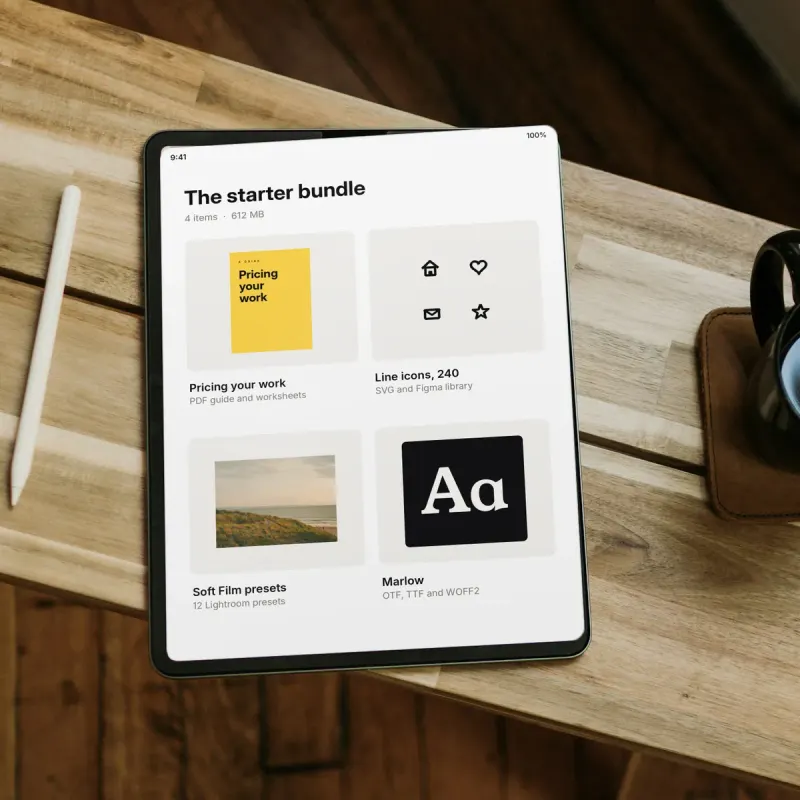 9:41
100%
The starter bundle
4 items · 612 MB
A GUIDE
Pricing
your
work
Pricing your work
PDF guide and worksheets
Line icons, 240
SVG and Figma library
Aa
Soft Film presets
12 Lightroom presets
Marlow
OTF, TTF and WOFF2